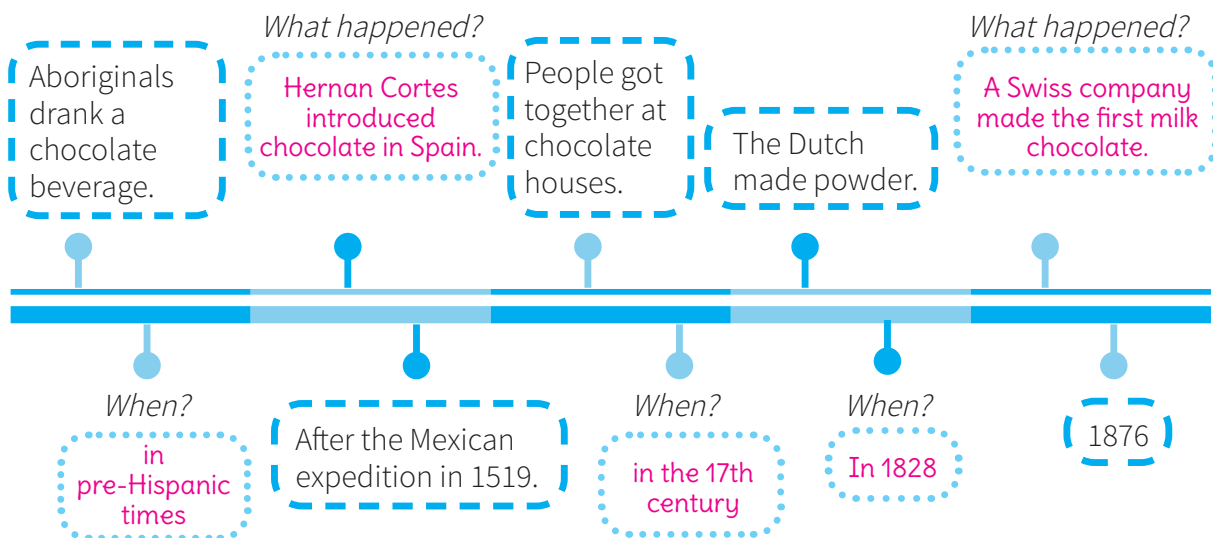 What happened?
What happened?
Aboriginals
drank a
chocolate
beverage.
Hernan Cortes
introduced
chocolate in Spain.
People got
together at
chocolate
houses.
The Dutch
made powder.
A Swiss company
made the first milk
chocolate.
When?
in
pre-Hispanic
times
After the Mexican
expedition in 1519.
When?
in the 17th
century
When?
In 1828
1876